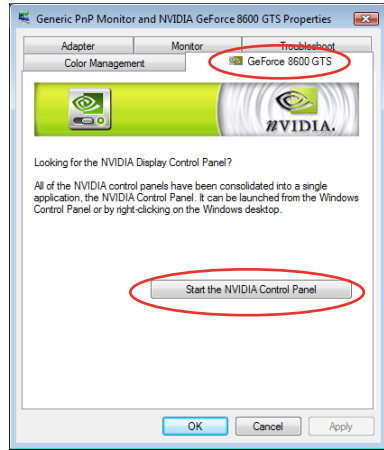 Generic PnP Monitor and NVIDIA GeForce 8600 GTS Properties
Adapter Monitor Troubleshoot
Color Management GeForce 8600 GTS
NVIDIA.
Looking for the NVIDIA Display Control Panel?
All of the NVIDIA control panels have been consolidated into a single
application, the NVIDIA Control Panel. It can be launched from the Windows
Control Panel or by right-clicking on the Windows desktop.
Start the NVIDIA Control Panel
OK Cancel Apply